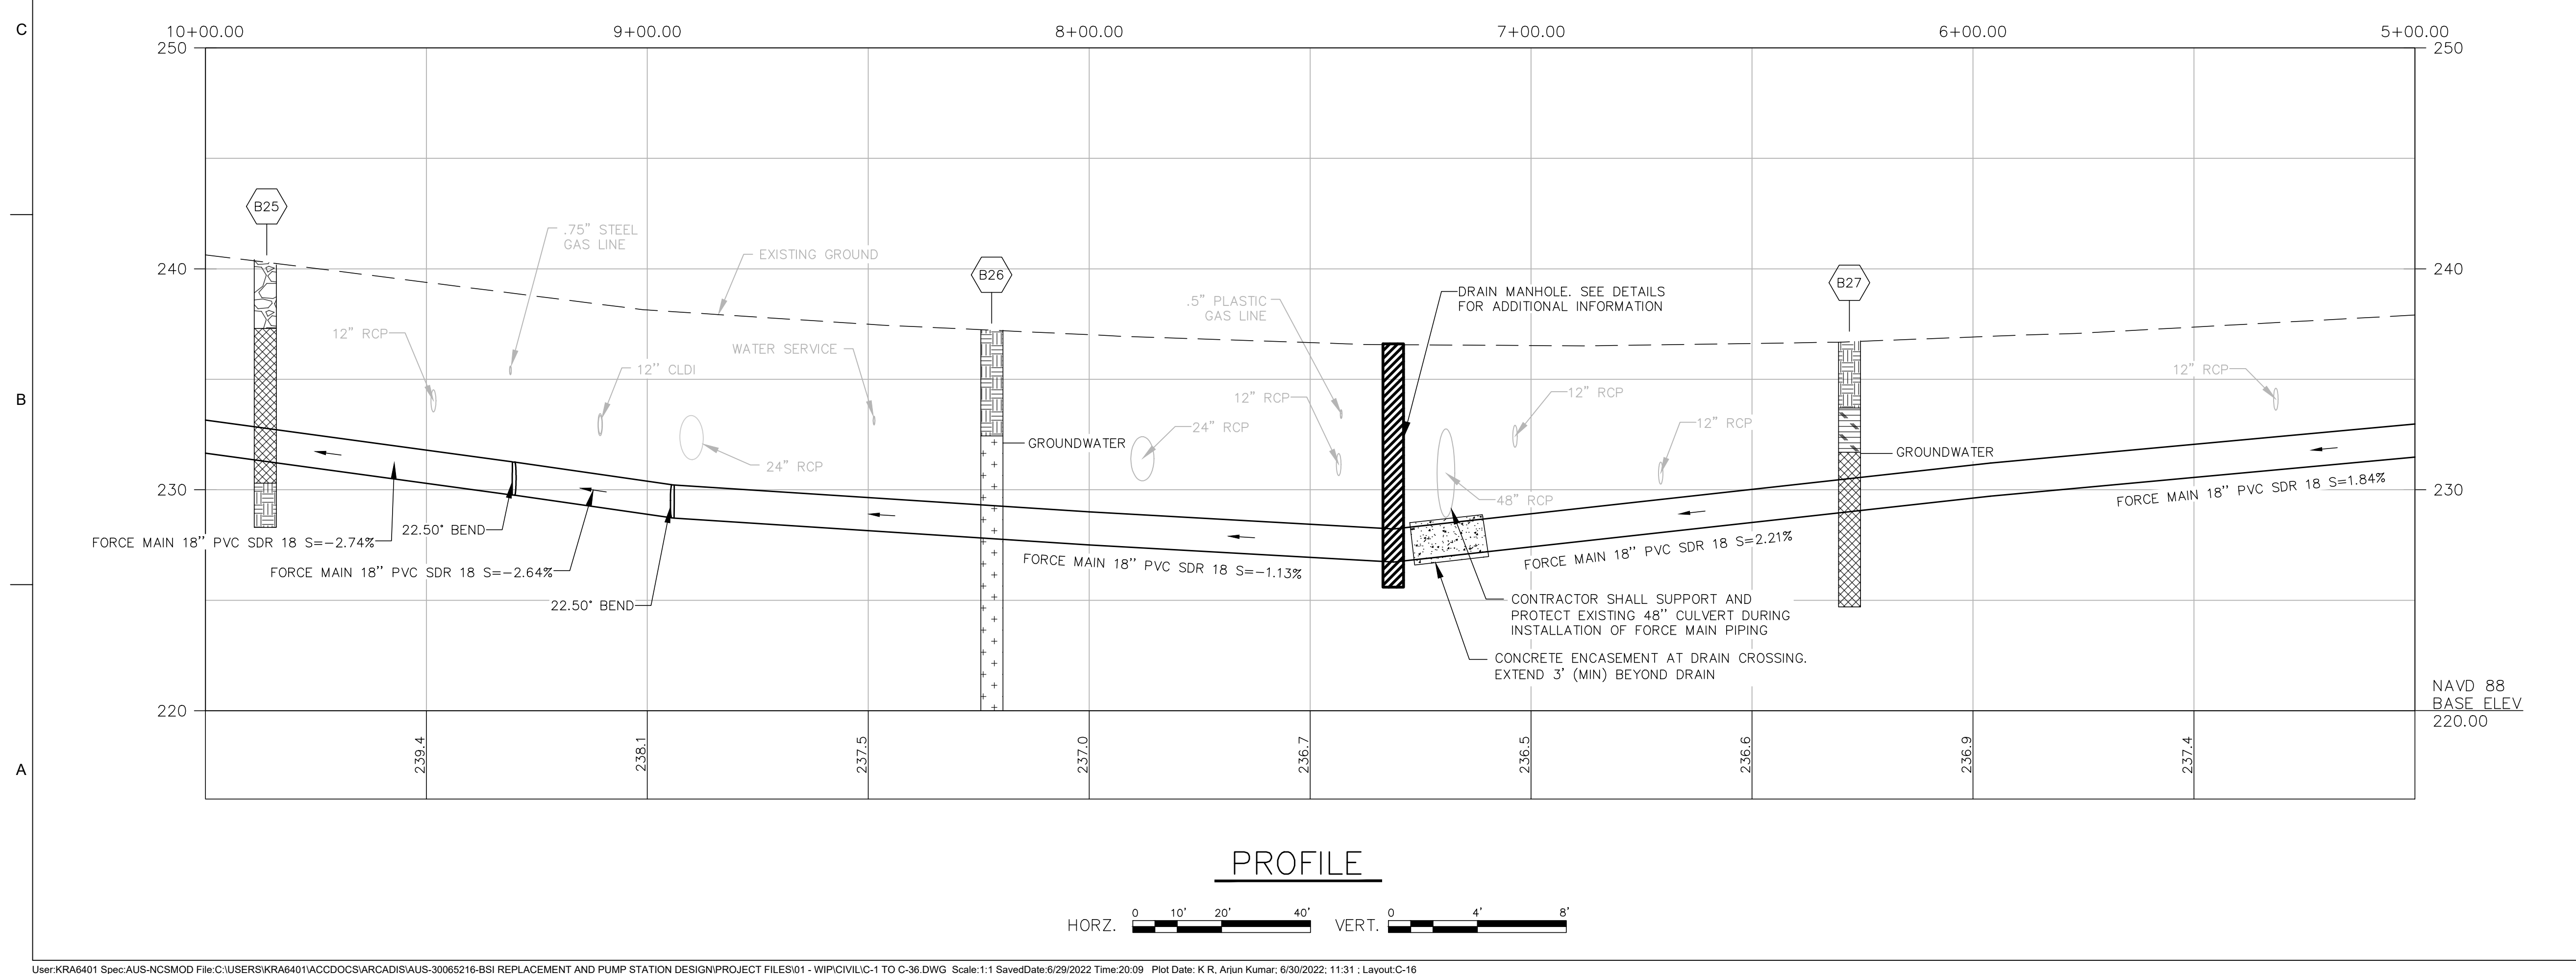 C
10+00.00
9+00.00
8+00.00
7+00.00
6+00.00
5+00.00
250
250
B25
.75" STEEL
GAS LINE
EXISTING GROUND
240
B26
B27
240
.5" PLASTIC
GAS LINE
DRAIN MANHOLE. SEE DETAILS
FOR ADDITIONAL INFORMATION
12" RCP
WATER SERVICE
12" CLDI
12" RCP
12" RCP
12" RCP
B
24" RCP
12" RCP
GROUNDWATER
GROUNDWATER
24" RCP
230
48" RCP
230
FORCE MAIN 18" PVC SDR 18 S=1.84%
22.50° BEND
FORCE MAIN 18" PVC SDR 18 S=-2.74%
FORCE MAIN 18" PVC SDR 18 S=2.21%
FORCE MAIN 18" PVC SDR 18 S=-1.13%
FORCE MAIN 18" PVC SDR 18 S=-2.64%
22.50° BEND
CONTRACTOR SHALL SUPPORT AND
PROTECT EXISTING 48" CULVERT DURING
INSTALLATION OF FORCE MAIN PIPING
CONCRETE ENCASEMENT AT DRAIN CROSSING.
EXTEND 3' (MIN) BEYOND DRAIN
220
NAVD 88
BASE ELEV
220.00
A
239.4
238.1
237.5
237.0
236.7
236.5
236.6
236.9
237.4
PROFILE
HORZ.
0 10' 20' 40'
VERT.
0 4' 8'
User:KRA6401 Spec:AUS-NCSMOD File:C:\USERS\KRA6401\ACCDOCS\ARCADIS\AUS-30065216-BSI REPLACEMENT AND PUMP STATION DESIGN\PROJECT FILES\01 - WIP\CIVIL\C-1 TO C-36.DWG Scale:1:1 SavedDate:6/29/2022 Time:20:09 Plot Date: K R, Arjun Kumar; 6/30/2022; 11:31 ; Layout:C-16